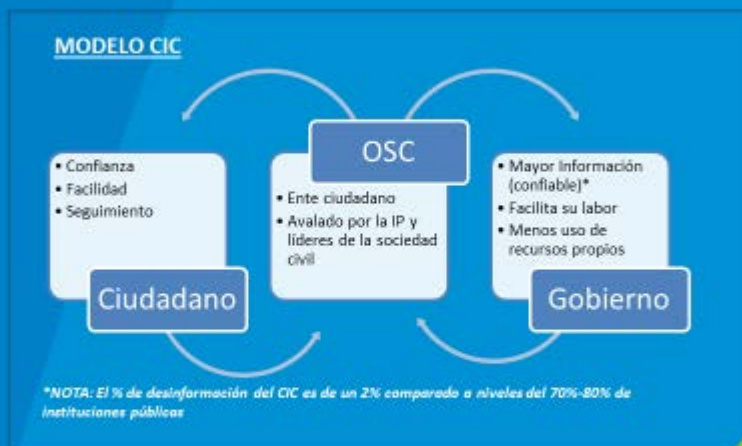 MODELO CIC
• Confianza
• Facilidad
• Seguimiento
Ciudadano
OSC
• Ente ciudadano
• Avalado por la IP y
líderes de la sociedad
civil
• Mayor Información
(confiable)*
• Facilita su labor
• Menos uso de
recursos propios
Gobierno
*NOTA: El % de desinformación del CIC es de un 2% comparado a niveles del 70%-80% de
instituciones públicas